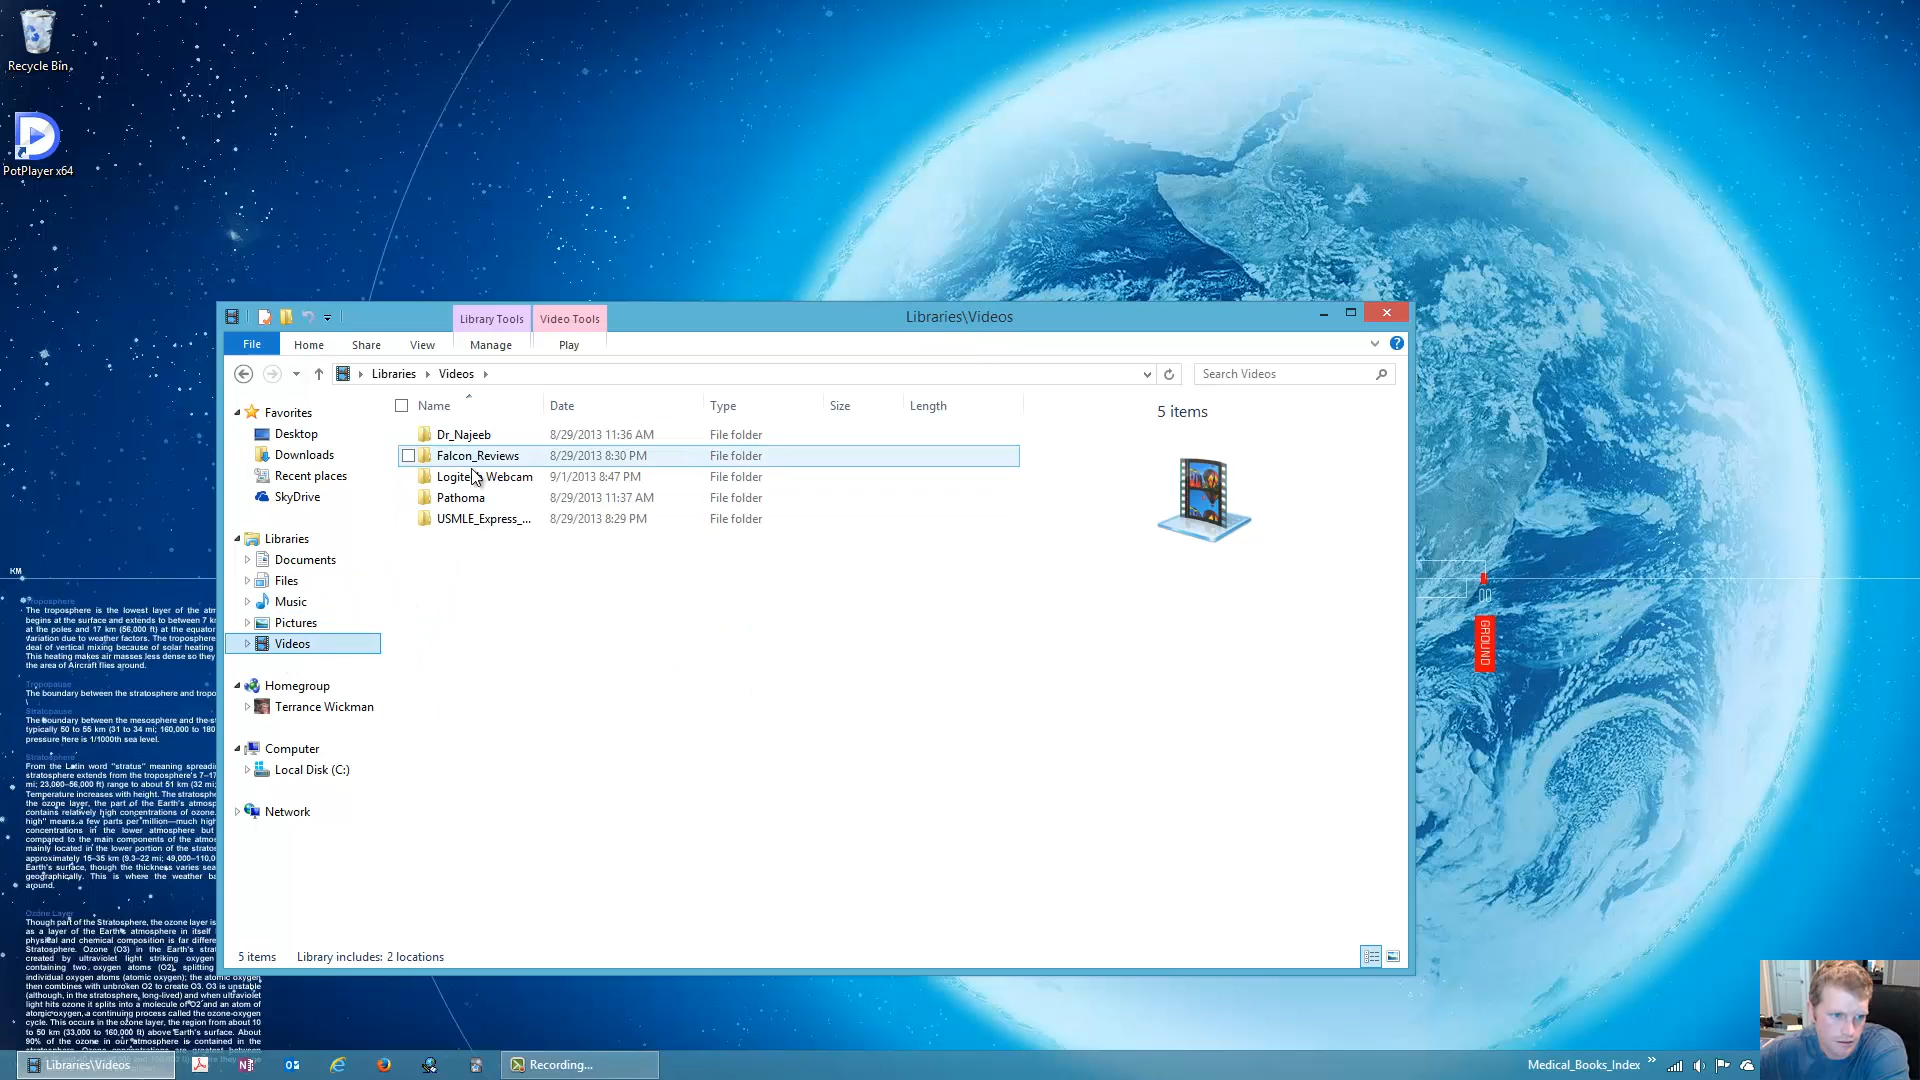 Recycle Bin
PotPlayer x64
Library Tools
Video Tools
Libraries\Videos
File
Home
Share
View
Manage
Play
Libraries
Videos
Search Videos
Name
Date
Type
Size
Length
5 items
Favorites
Desktop
Downloads
Recent places
SkyDrive
Libraries
Documents
Files
Music
Pictures
Videos
Homegroup
Terrance Wickman
Computer
Local Disk (C:)
Network
Dr_Najeeb 8/29/2013 11:36 AM File folder
Falcon_Reviews 8/29/2013 8:30 PM File folder
Logitech Webcam 9/1/2013 8:47 PM File folder
Pathoma 8/29/2013 11:37 AM File folder
USMLE_Express_... 8/29/2013 8:29 PM File folder
5 items Library includes: 2 locations
KM
Troposphere
The troposphere is the lowest layer of the atm
begins at the surface and extends to between 7 k
at the poles and 17 km (56,000 ft) at the equator
variation due to weather factors. The troposphere
deal of vertical mixing because of solar heating
This heating makes air masses less dense so they
the area of Aircraft flies around.
Tropopause
The boundary between the stratosphere and tropo
\
Stratopause
The boundary between the mesosphere and the s
typically 50 to 55 km (31 to 34 mi; 160,000 to 180
pressure here is 1/1000th sea level.
Stratosphere
From the Latin word "stratus" meaning spreadi
stratosphere extends from the troposphere's 7–17
mi; 23,000–56,000 ft) range to about 51 km (32 mi;
Temperature increases with height. The stratosph
the ozone layer, the part of the Earth's atmosp
contains relatively high concentrations of ozone.
high" means a few parts per million—much high
concentrations in the lower atmosphere but
compared to the main components of the atmo
mainly located in the lower portion of the stratos
approximately 15–35 km (9.3–22 mi; 49,000–110,0
Earth's surface, though the thickness varies sea
geographically. This is where the weather ba
around.
Ozone Layer
Though part of the Stratosphere, the ozone layer is
as a layer of the Earth's atmosphere in itself
physical and chemical composition is far differe
Stratosphere. Ozone (O3) in the Earth's strat
created by ultraviolet light striking oxygen
containing two oxygen atoms (O2), splitting
individual oxygen atoms (atomic oxygen); the atomic oxygen
then combines with unbroken O2 to create O3. O3 is unstable
(although, in the stratosphere, long-lived) and when ultraviolet
light hits ozone it splits into a molecule of O2 and an atom of
atomic oxygen, a continuing process called the ozone-oxygen
cycle. This occurs in the ozone layer, the region from about 10
to 50 km (33,000 to 160,000 ft) above Earth's surface. About
90% of the ozone in our atmosphere is contained in the
00
GROUND
Libraries\Videos
Recording...
Medical_Books_Index